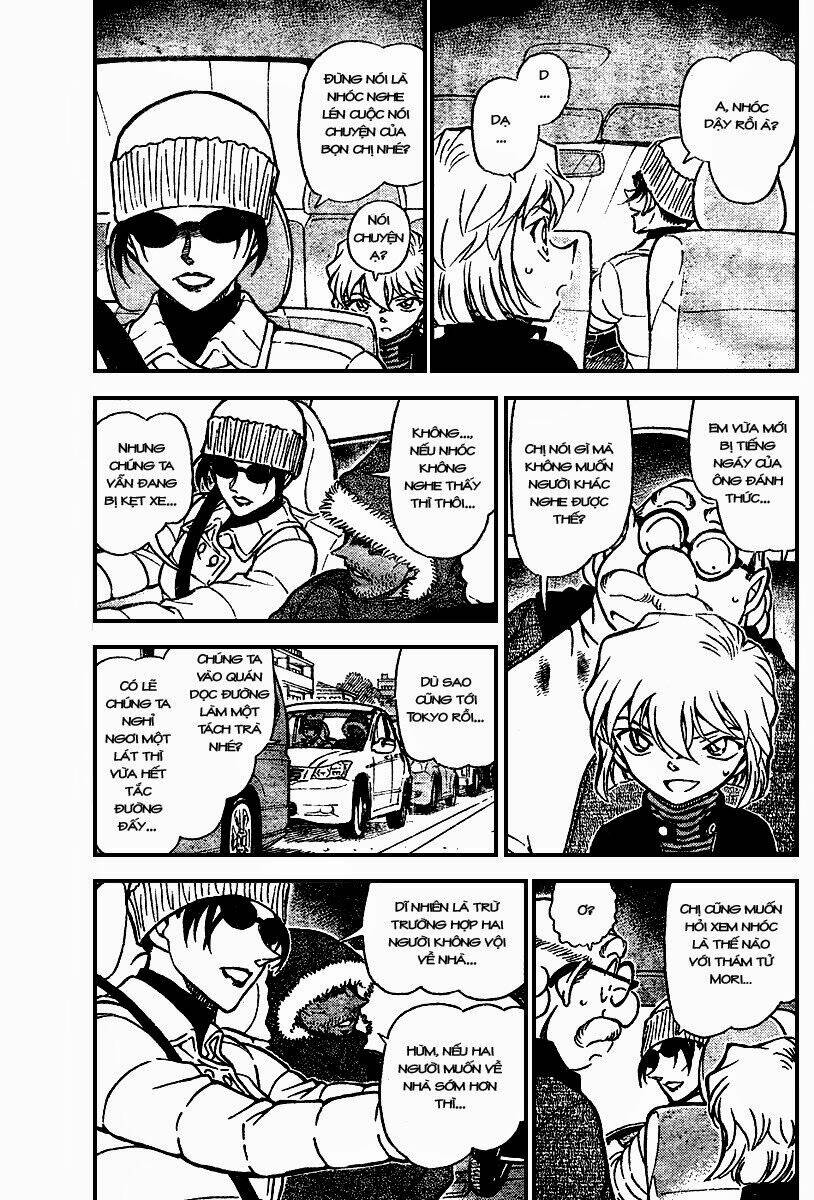 A, NHÓC
DẬY RỒI À?
D
...
DẠ
...
ĐỪNG NÓI LÀ
NHÓC NGHE
LÉN CUỘC NÓI
CHUYỆN CỦA
BỌN CHỊ NHÉ?
NÓI
CHUYỆN
Ạ?
EM VỪA MỚI
BỊ TIẾNG
NGÁY CỦA
ÔNG ĐÁNH
THỨC...
CHỊ NÓI GÌ MÀ
KHÔNG MUỐN
NGƯỜI KHÁC
NGHE ĐƯỢC
THẾ?
KHÔNG...,
NẾU NHÓC
KHÔNG
NGHE THẤY
THÌ THÔI...
NHƯNG
CHÚNG TA
VẪN ĐANG
BỊ KẸT XE...
DÙ SAO
CŨNG TỚI
TOKYO RỒI...
CHÚNG TA
VÀO QUÁN
DỌC ĐƯỜNG
LÀM MỘT
TÁCH TRÀ
NHÉ?
CÓ LẼ
CHÚNG TA
NGHỈ
NGƠI MỘT
LÁT THÌ
VỪA HẾT
TẮC
ĐƯỜNG
ĐẤY...
CHỊ CŨNG MUỐN
HỎI XEM NHÓC
LÀ THẾ NÀO
VỚI THÁM TỬ
MORI...
Ơ?
DĨ NHIÊN LÀ TRỪ
TRƯỜNG HỢP HAI
NGƯỜI KHÔNG VỘI
VỀ NHÀ...
HỪM, NẾU HAI
NGƯỜI MUỐN VỀ
NHÀ SỚM HƠN
THÌ...